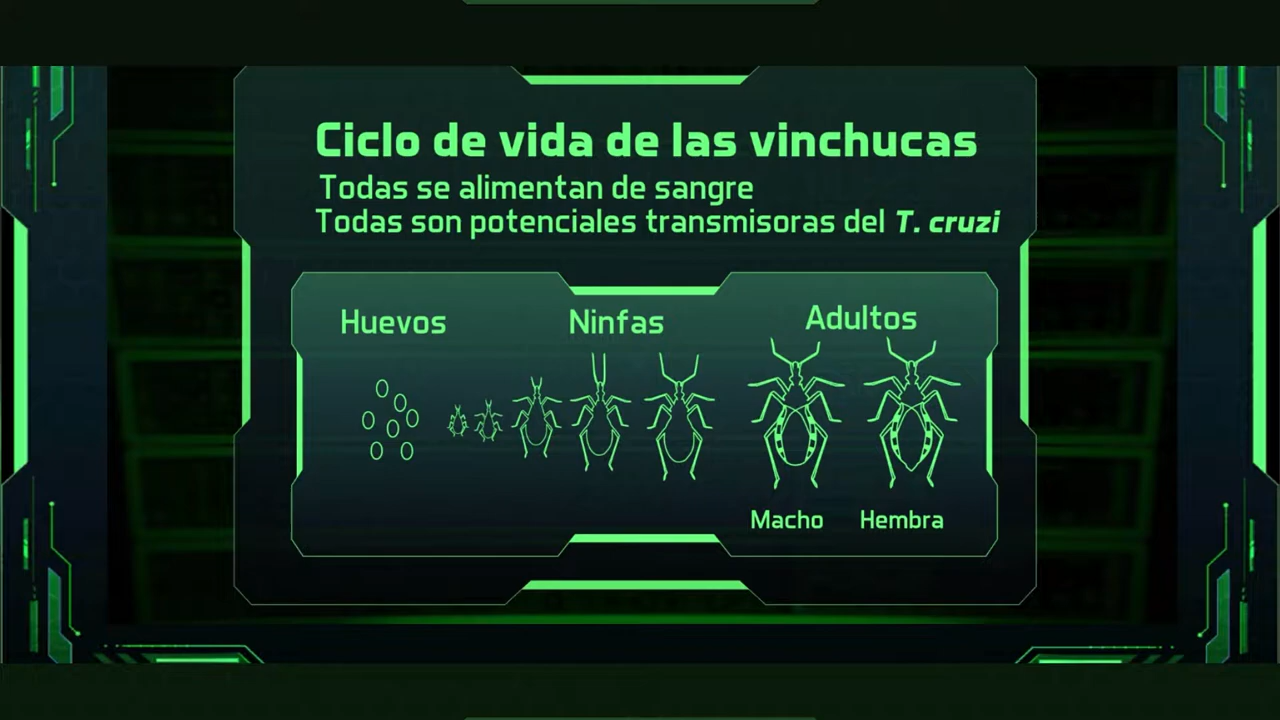 Ciclo de vida de las vinchucas
Todas se alimentan de sangre
Todas son potenciales transmisoras del T. cruzi
Huevos
Ninfas
Adultos
Macho
Hembra